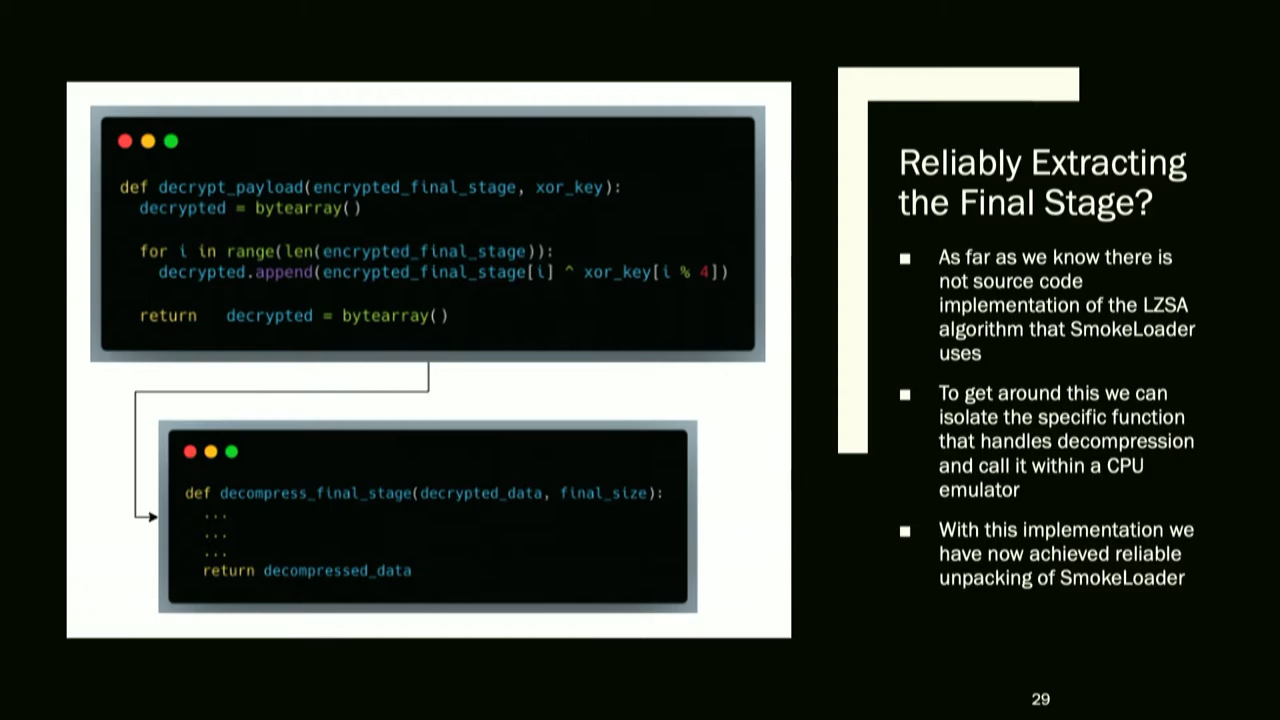 def decrypt_payload(encrypted_final_stage, xor_key):
decrypted = bytearray()
for i in range(len(encrypted_final_stage)):
decrypted.append(encrypted_final_stage[i] ^ xor_key[i % 4])
return decrypted = bytearray()
def decompress_final_stage(decrypted_data, final_size):
...
...
...
return decompressed_data
Reliably Extracting
the Final Stage?
■ As far as we know there is
not source code
implementation of the LZSA
algorithm that SmokeLoader
uses
■ To get around this we can
isolate the specific function
that handles decompression
and call it within a CPU
emulator
■ With this implementation we
have now achieved reliable
unpacking of SmokeLoader
29